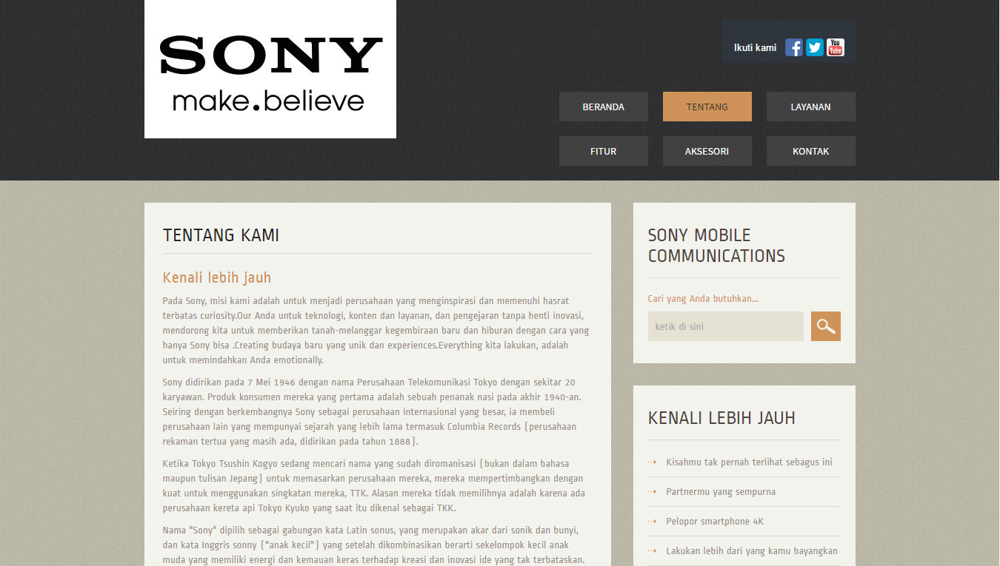 SONY
make.believe
Ikuti kami
You
Tube
BERANDA
TENTANG
LAYANAN
FITUR
AKSESORI
KONTAK
TENTANG KAMI
Kenali lebih jauh
Pada Sony, misi kami adalah untuk menjadi perusahaan yang menginspirasi dan memenuhi hasrat
terbatas curiosity.Our Anda untuk teknologi, konten dan layanan, dan pengejaran tanpa henti inovasi,
mendorong kita untuk memberikan tanah-melanggar kegembiraan baru dan hiburan dengan cara yang
hanya Sony bisa .Creating budaya baru yang unik dan experiences.Everything kita lakukan, adalah
untuk memindahkan Anda emotionally.
Sony didirikan pada 7 Mei 1946 dengan nama Perusahaan Telekomunikasi Tokyo dengan sekitar 20
karyawan. Produk konsumen mereka yang pertama adalah sebuah penanak nasi pada akhir 1940-an.
Seiring dengan berkembangnya Sony sebagai perusahaan internasional yang besar, ia membeli
perusahaan lain yang mempunyai sejarah yang lebih lama termasuk Columbia Records (perusahaan
rekaman tertua yang masih ada, didirikan pada tahun 1888).
Ketika Tokyo Tsushin Kogyo sedang mencari nama yang sudah diromanisasi (bukan dalam bahasa
maupun tulisan Jepang) untuk memasarkan perusahaan mereka, mereka mempertimbangkan dengan
kuat untuk menggunakan singkatan mereka, TTK. Alasan mereka tidak memilihnya adalah karena ada
perusahaan kereta api Tokyo Kyuko yang saat itu dikenal sebagai TKK.
Nama "Sony" dipilih sebagai gabungan kata Latin sonus, yang merupakan akar dari sonik dan bunyi,
dan kata Inggris sonny ("anak kecil") yang setelah dikombinasikan berarti sekelompok kecil anak
muda yang memiliki energi dan kemauan keras terhadap kreasi dan inovasi ide yang tak terbataskan.
SONY MOBILE
COMMUNICATIONS
Cari yang Anda butuhkan...
ketik di sini
KENALI LEBIH JAUH
Kisahmu tak pernah terlihat sebagus ini
Partnermu yang sempurna
Pelopor smartphone 4K
Lakukan lebih dari yang kamu bayangkan